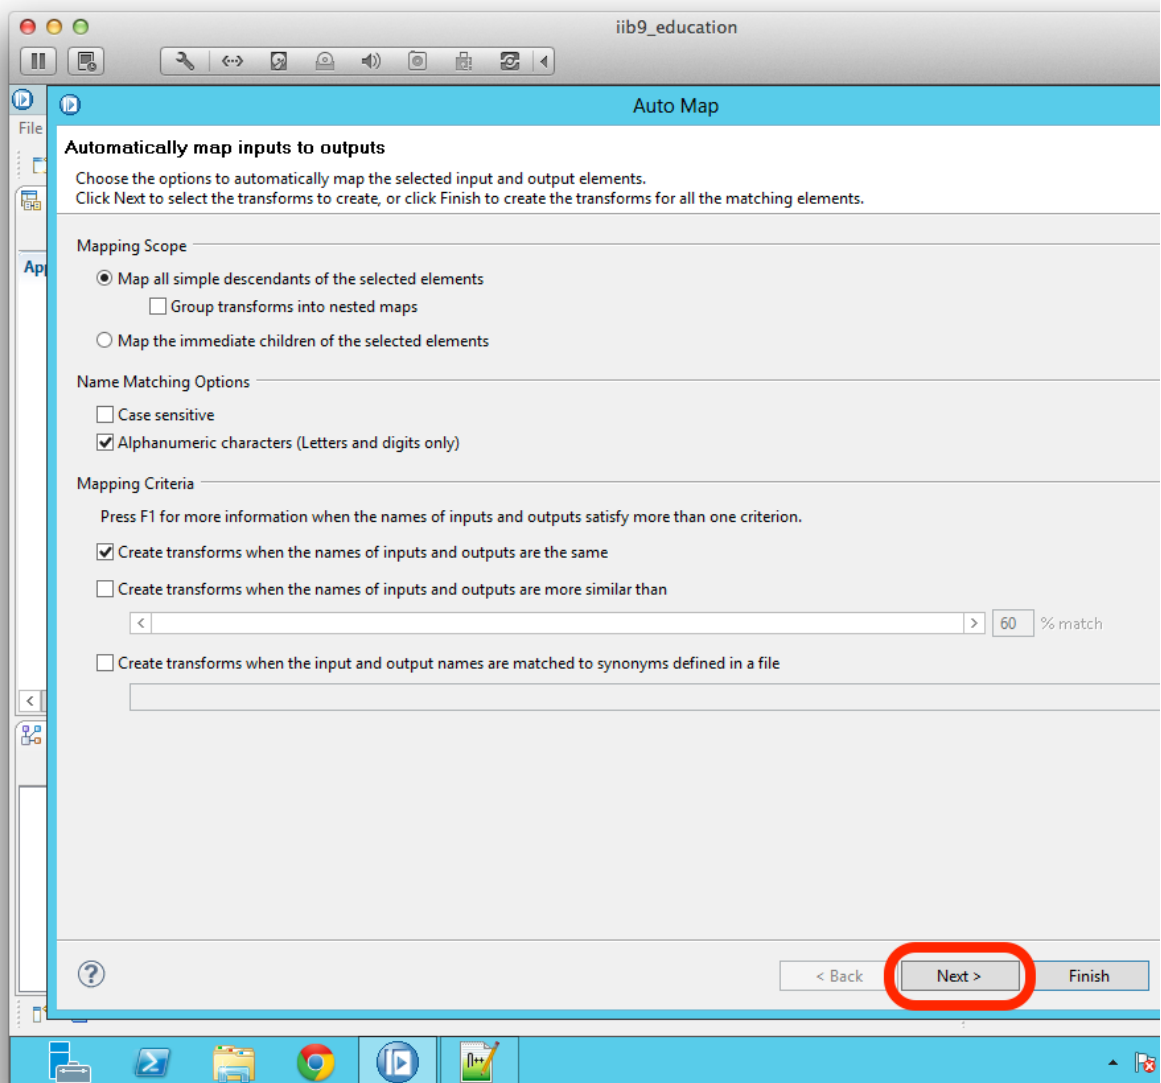 iib9_education
Auto Map
File
Automatically map inputs to outputs
Choose the options to automatically map the selected input and output elements.
Click Next to select the transforms to create, or click Finish to create the transforms for all the matching elements.
App
Mapping Scope
Map all simple descendants of the selected elements
Group transforms into nested maps
Map the immediate children of the selected elements
Name Matching Options
Case sensitive
Alphanumeric characters (Letters and digits only)
Mapping Criteria
Press F1 for more information when the names of inputs and outputs satisfy more than one criterion.
Create transforms when the names of inputs and outputs are the same
Create transforms when the names of inputs and outputs are more similar than
60 % match
Create transforms when the input and output names are matched to synonyms defined in a file
< Back Next > Finish